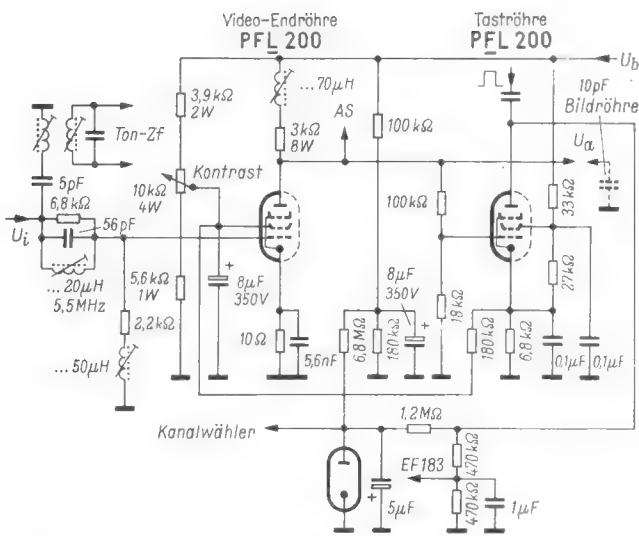 Video-Endröhre
PFL 200
Taströhre
PFL 200
U_b
...70µH
AS
3,9kΩ
2W
Ton-Zf
3kΩ
8W
100kΩ
10pF
Bildröhre
U_a
Kontrast
5pF
6,8kΩ
10kΩ
4W
56pF
U_i
100kΩ
33kΩ
...20µH
5,5MHz
5,6kΩ
1W
+
8µF
350V
8µF
350V
+
18kΩ
27kΩ
2,2kΩ
10Ω
5,6nF
6,8MΩ
180kΩ
180kΩ
6,8kΩ
0,1µF
0,1µF
...50µH
Kanalwähler
1,2MΩ
EF183
470kΩ
470kΩ
+
5µF
1µF